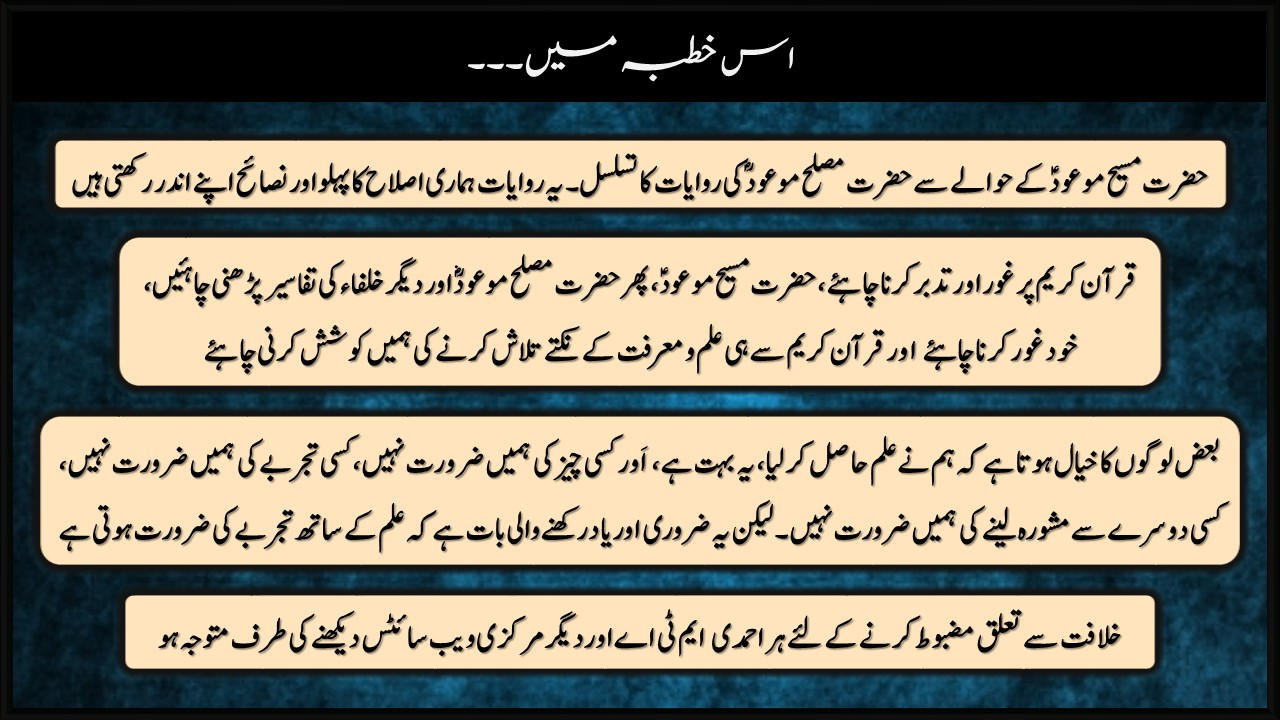 اس خطبہ میں۔۔۔
حضرت مسیح موعودؑ کے حوالے سے حضرت مصلح موعودؓ کی روایات کا تسلسل۔ یہ روایات ہماری اصلاح کا پہلو اور نصائح اپنے اندر رکھتی ہیں
قرآن کریم پر غور اور تدبر کرنا چاہئے، حضرت مسیح موعودؑ، پھر حضرت مصلح موعودؓ اور دیگر خلفاء کی تفاسیر پڑھنی چاہئیں،
خود غور کرنا چاہئے اور قرآن کریم سے ہی علم و معرفت کے نکتے تلاش کرنے کی ہمیں کوشش کرنی چاہئے
بعض لوگوں کا خیال ہوتا ہے کہ ہم نے علم حاصل کر لیا، یہ بہت ہے، اَور کسی چیز کی ہمیں ضرورت نہیں، کسی تجربے کی ہمیں ضرورت نہیں،
کسی دوسرے سے مشورہ لینے کی ہمیں ضرورت نہیں۔ لیکن یہ ضروری اور یاد رکھنے والی بات ہے کہ علم کے ساتھ تجربے کی ضرورت ہوتی ہے
خلافت سے تعلق مضبوط کرنے کے لئے ہر احمدی ایم ٹی اے اور دیگر مرکزی ویب سائٹس دیکھنے کی طرف متوجہ ہو